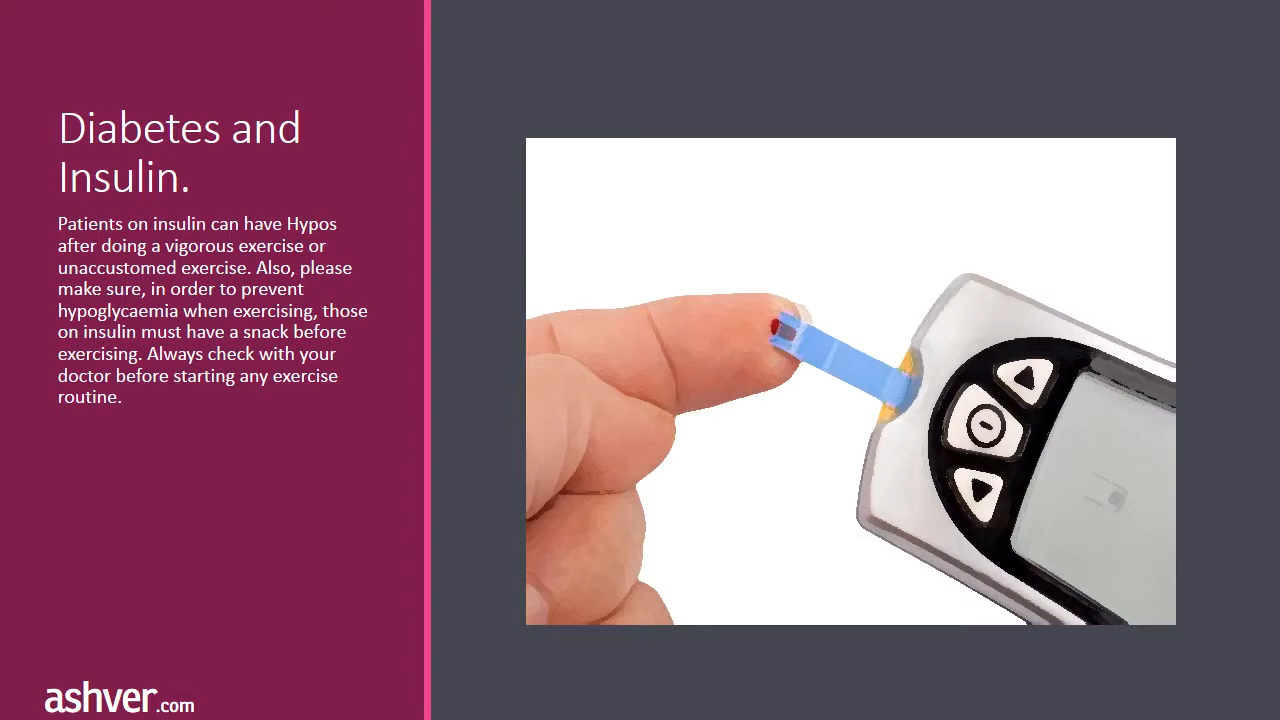 Diabetes and
Insulin.
Patients on insulin can have Hypos
after doing a vigorous exercise or
unaccustomed exercise. Also, please
make sure, in order to prevent
hypoglycaemia when exercising, those
on insulin must have a snack before
exercising. Always check with your
doctor before starting any exercise
routine.
ashver.com